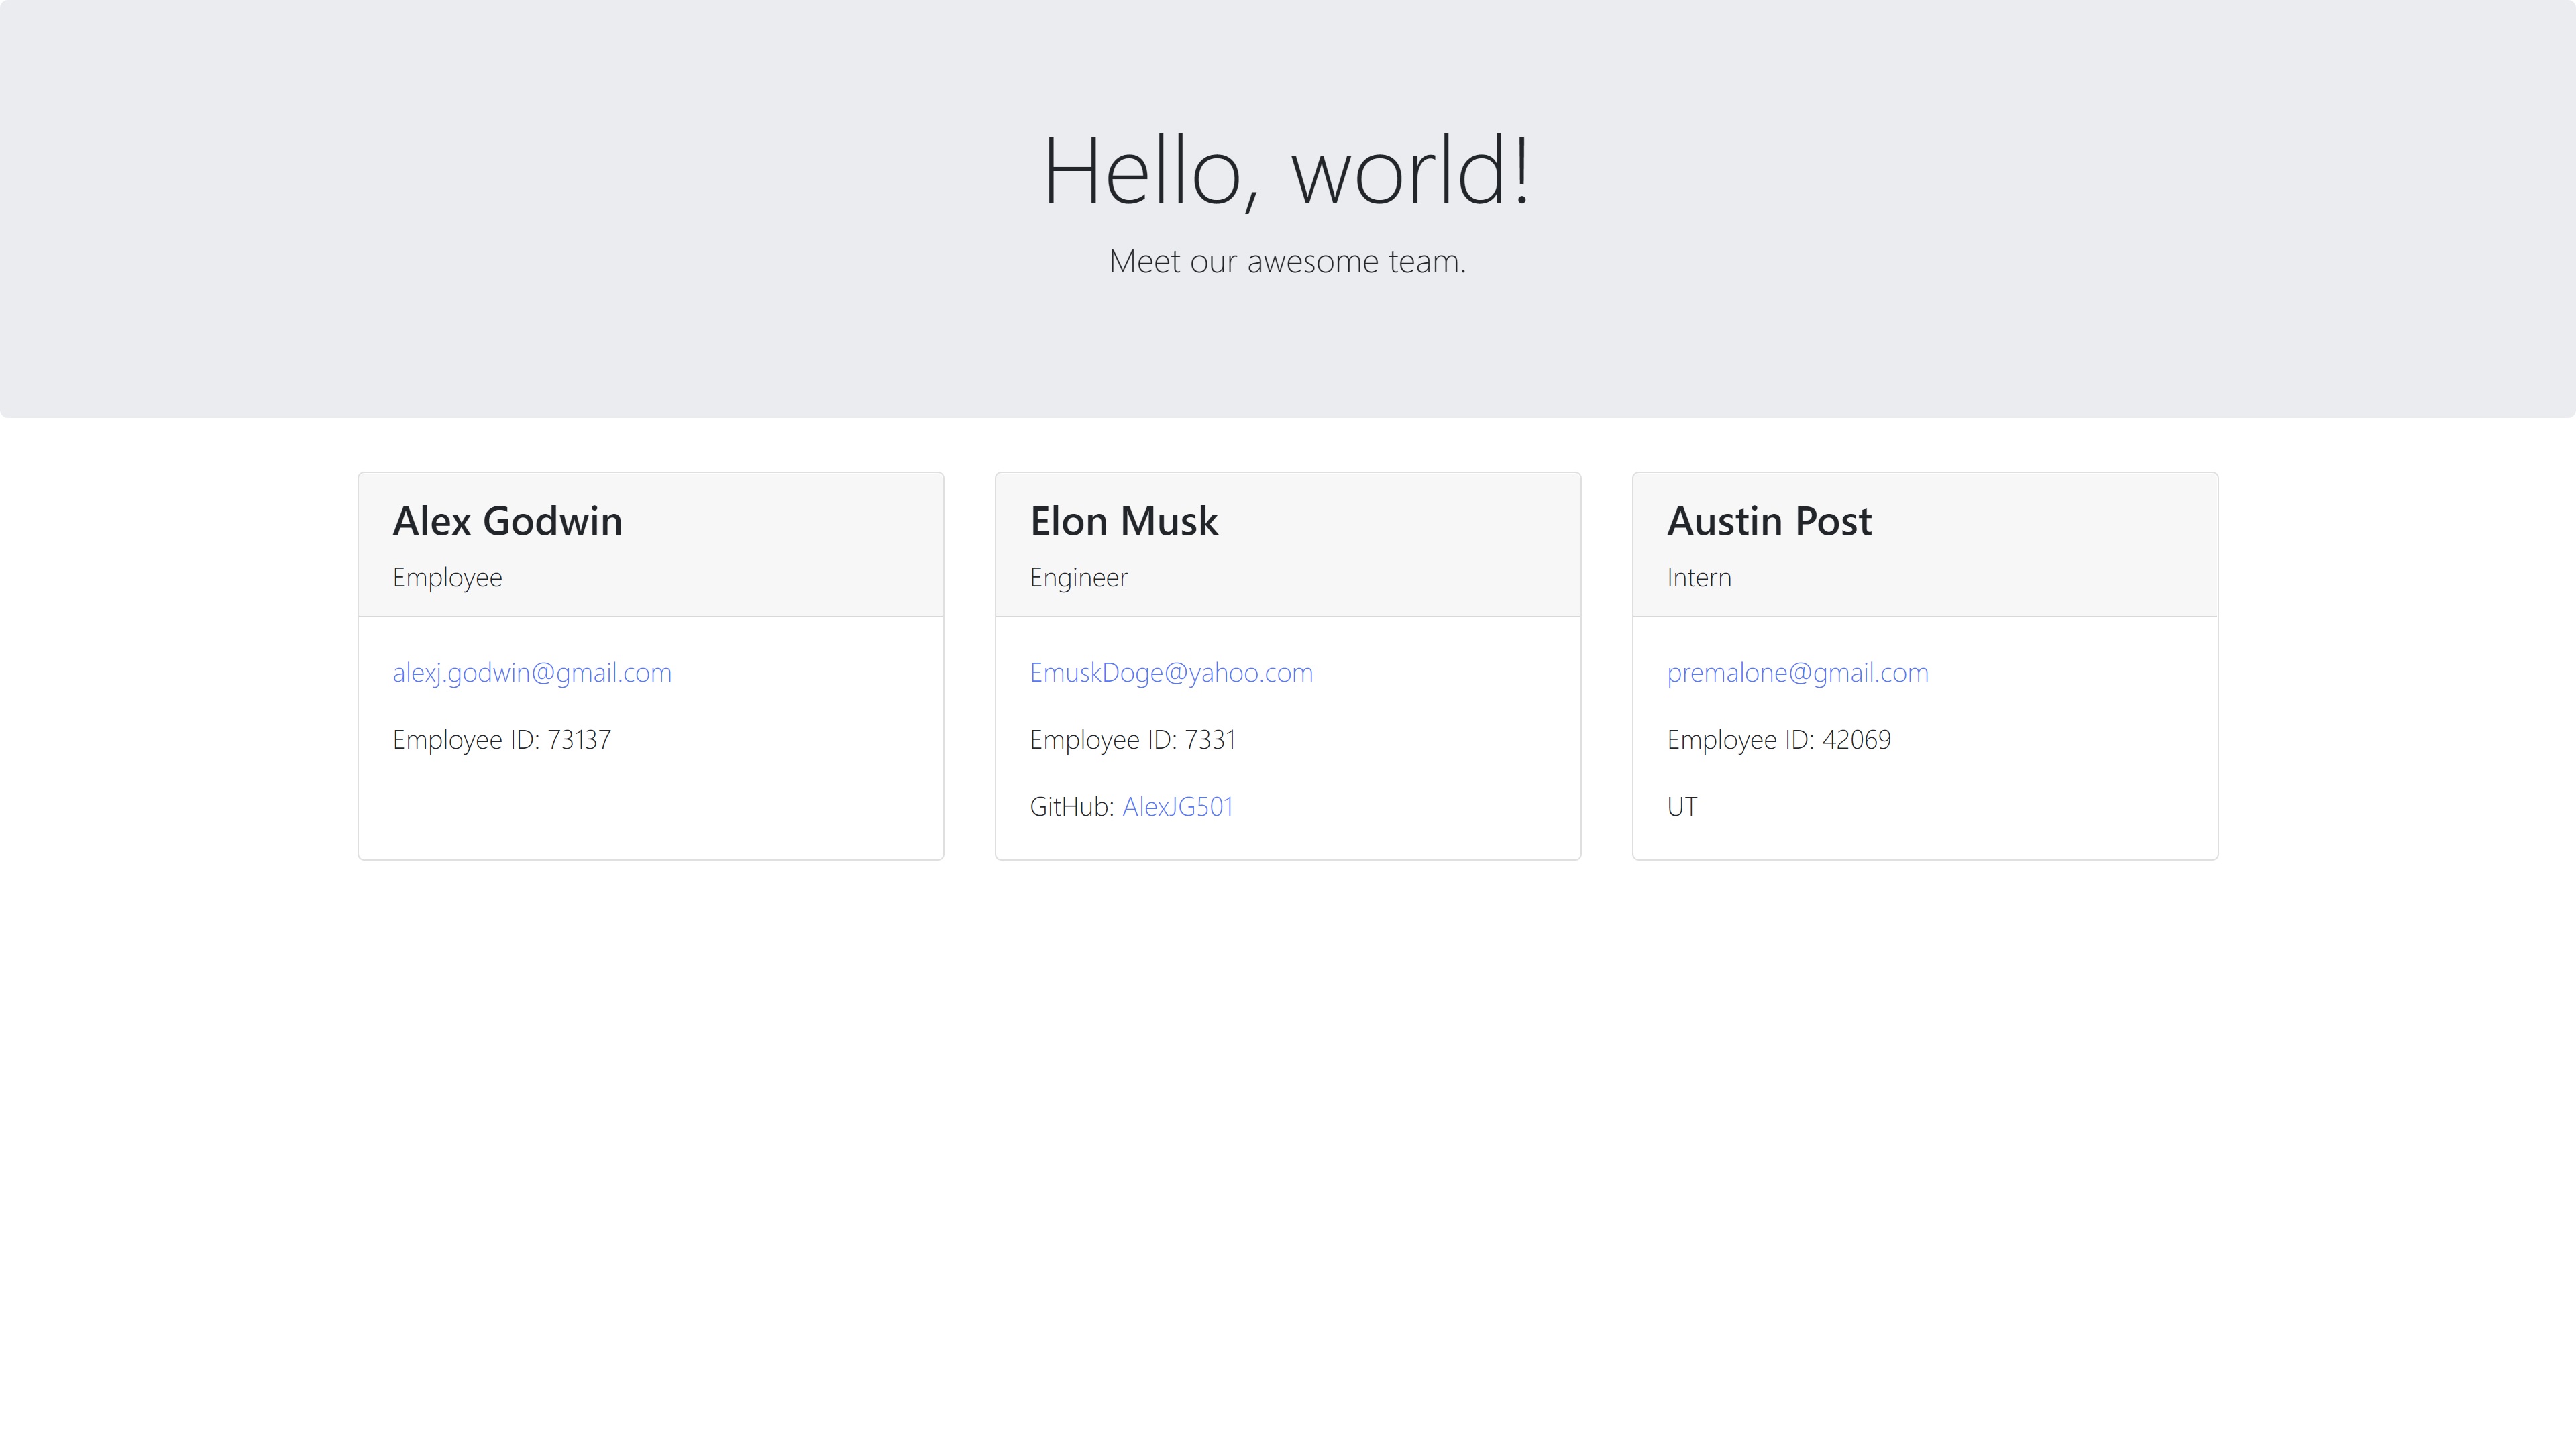 Hello, world!
Meet our awesome team.
Alex Godwin
Employee
alexj.godwin@gmail.com
Employee ID: 73137
Elon Musk
Engineer
EmuskDoge@yahoo.com
Employee ID: 7331
GitHub: AlexJG501
Austin Post
Intern
premalone@gmail.com
Employee ID: 42069
UT